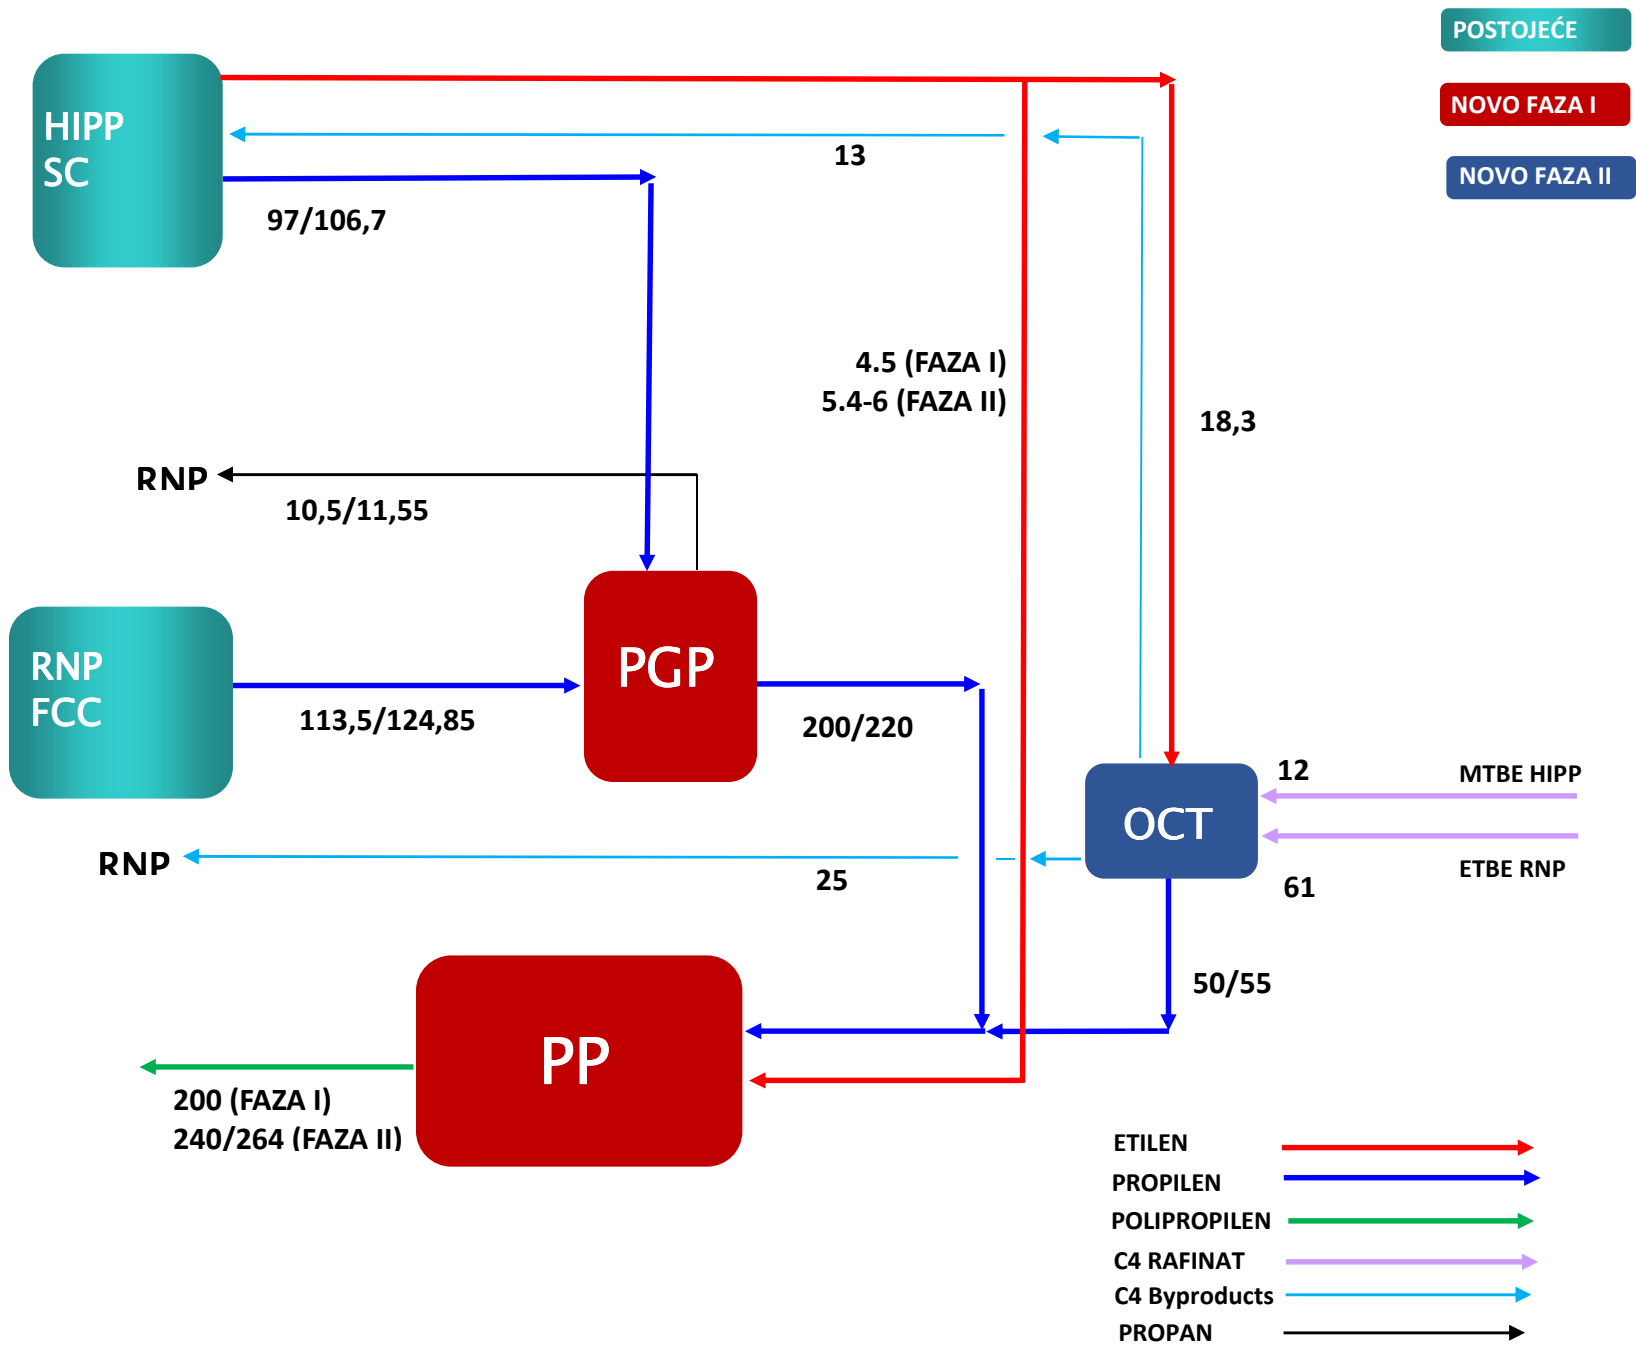 POSTOJEĆE
NOVO FAZA I
NOVO FAZA II
HIPP
SC
13
97/106,7
4.5 (FAZA I)
5.4-6 (FAZA II)
18,3
RNP
10,5/11,55
RNP
FCC
PGP
113,5/124,85
200/220
12
MTBE HIPP
OCT
RNP
25
61
ETBE RNP
50/55
PP
200 (FAZA I)
240/264 (FAZA II)
ETILEN
PROPILEN
POLIPROPILEN
C4 RAFINAT
C4 Byproducts
PROPAN